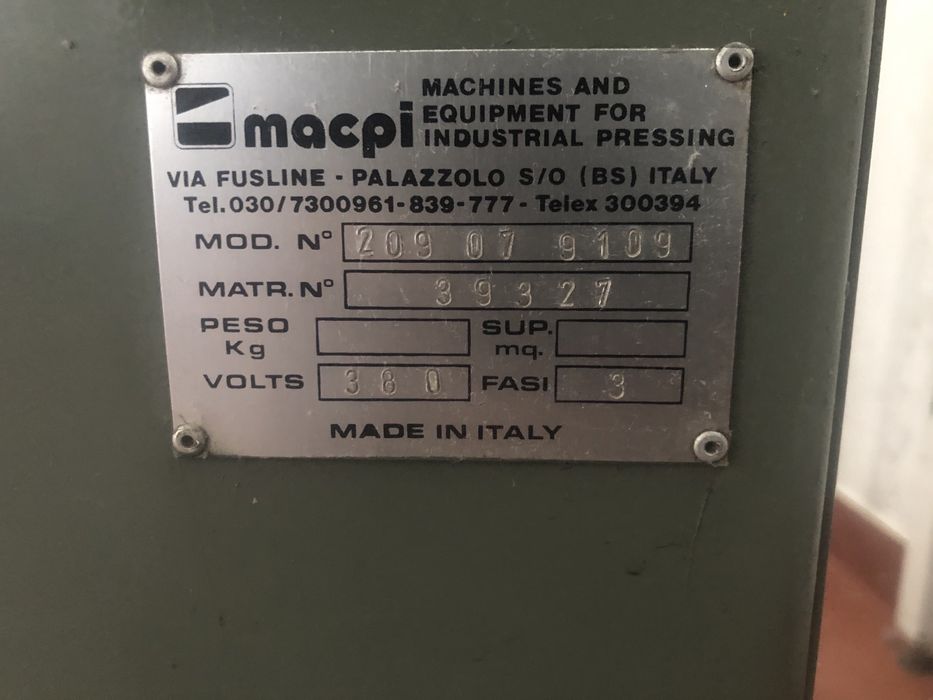 macpi MACHINES AND
EQUIPMENT FOR
INDUSTRIAL PRESSING
VIA FUSLINE - PALAZZOLO S/O (BS) ITALY
Tel.030/7300961-839-777 - Telex 300394
MOD. N° 209 07 9109
MATR. N° 39327
PESO Kg SUP. mq.
VOLTS 380 FASI 3
MADE IN ITALY